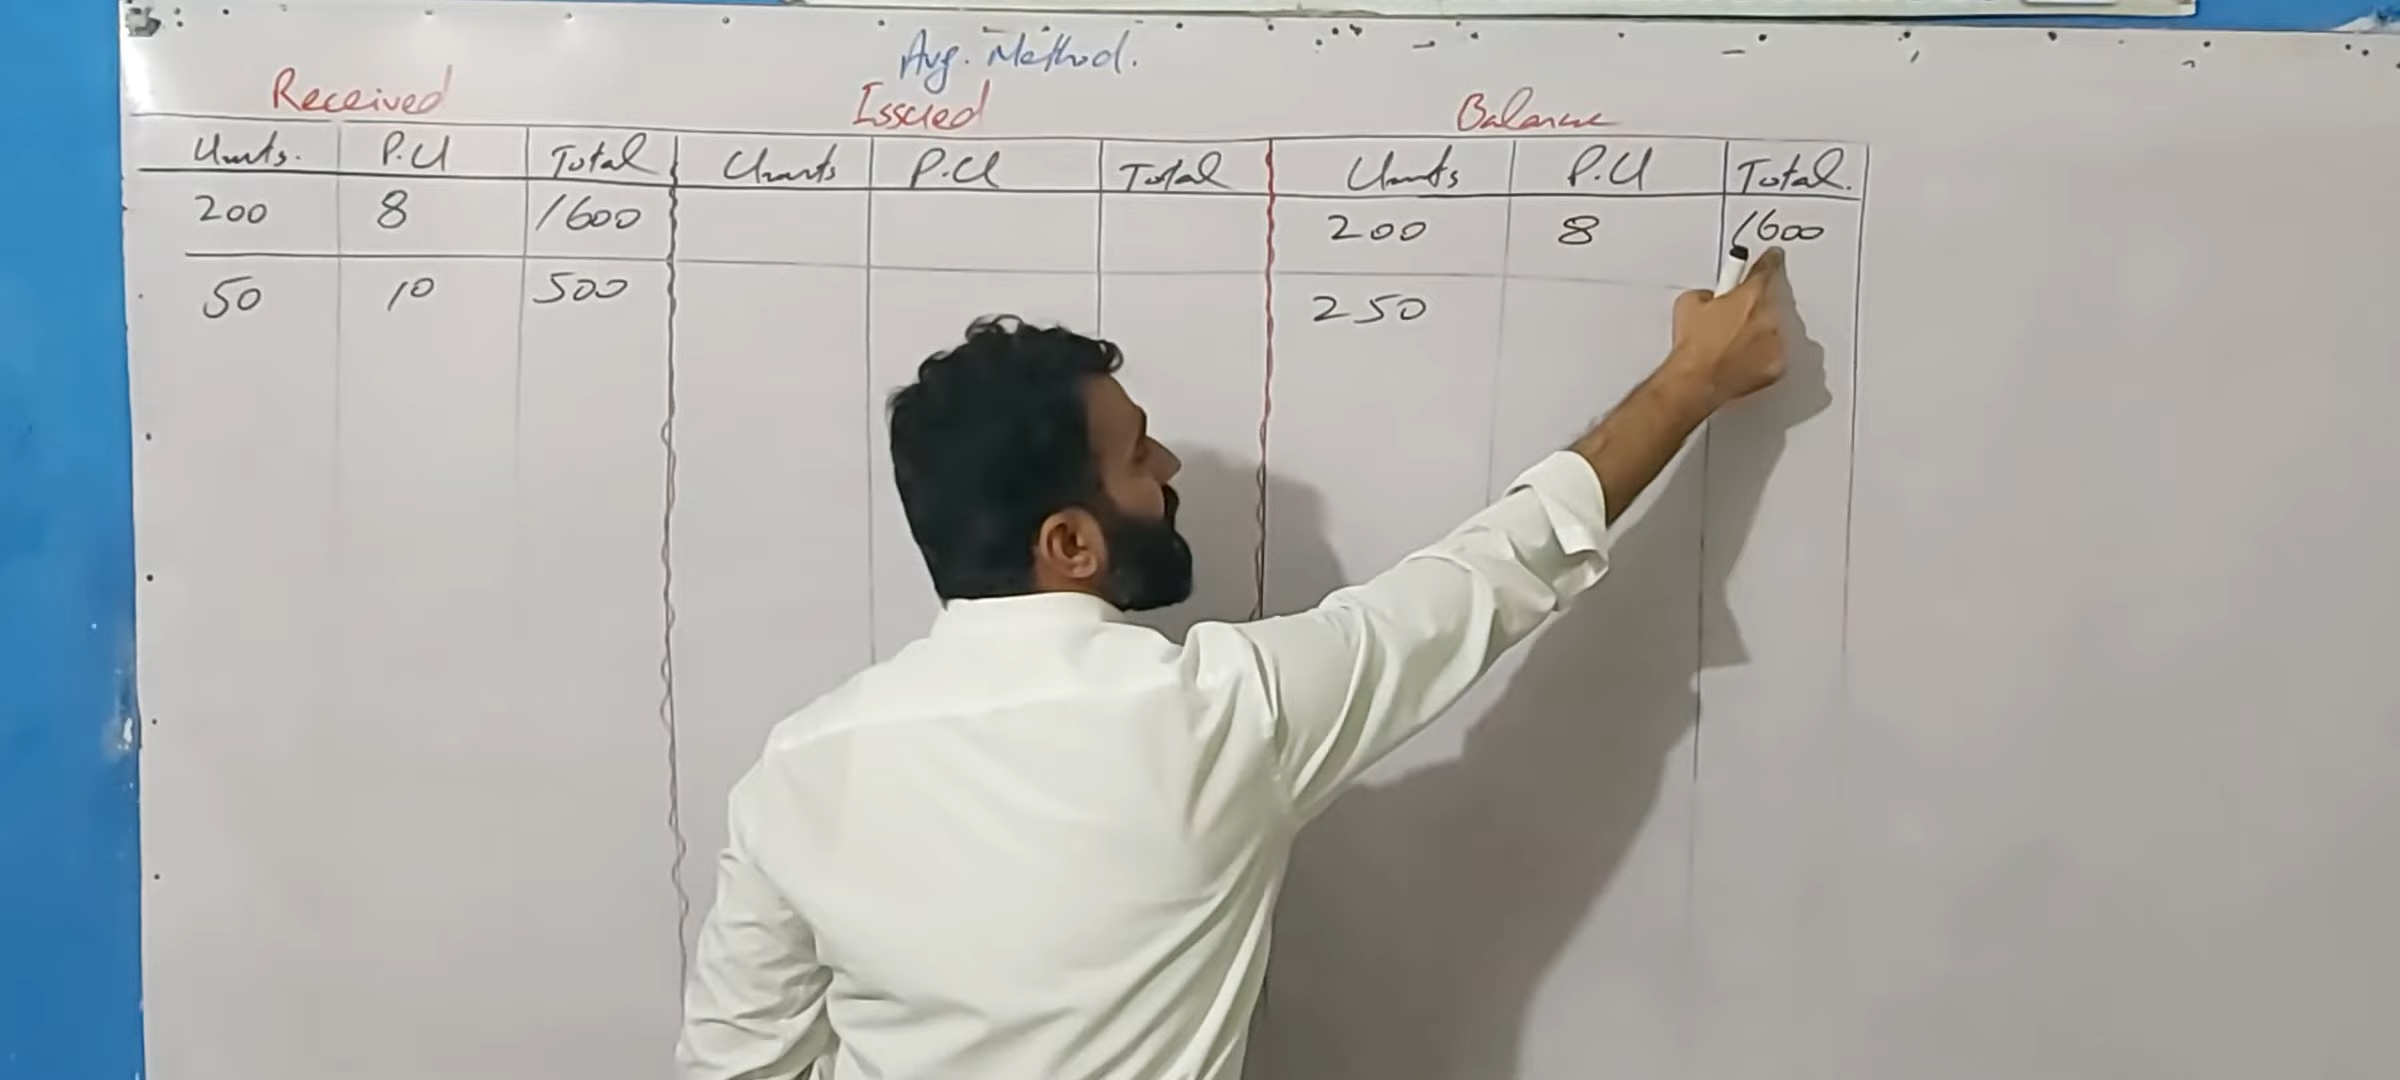 Avg. Method.
Received Issued Balance
Units. P.U Total Units P.U Total Units P.U Total.
200 8 1600 200 8 1600
50 10 500 250